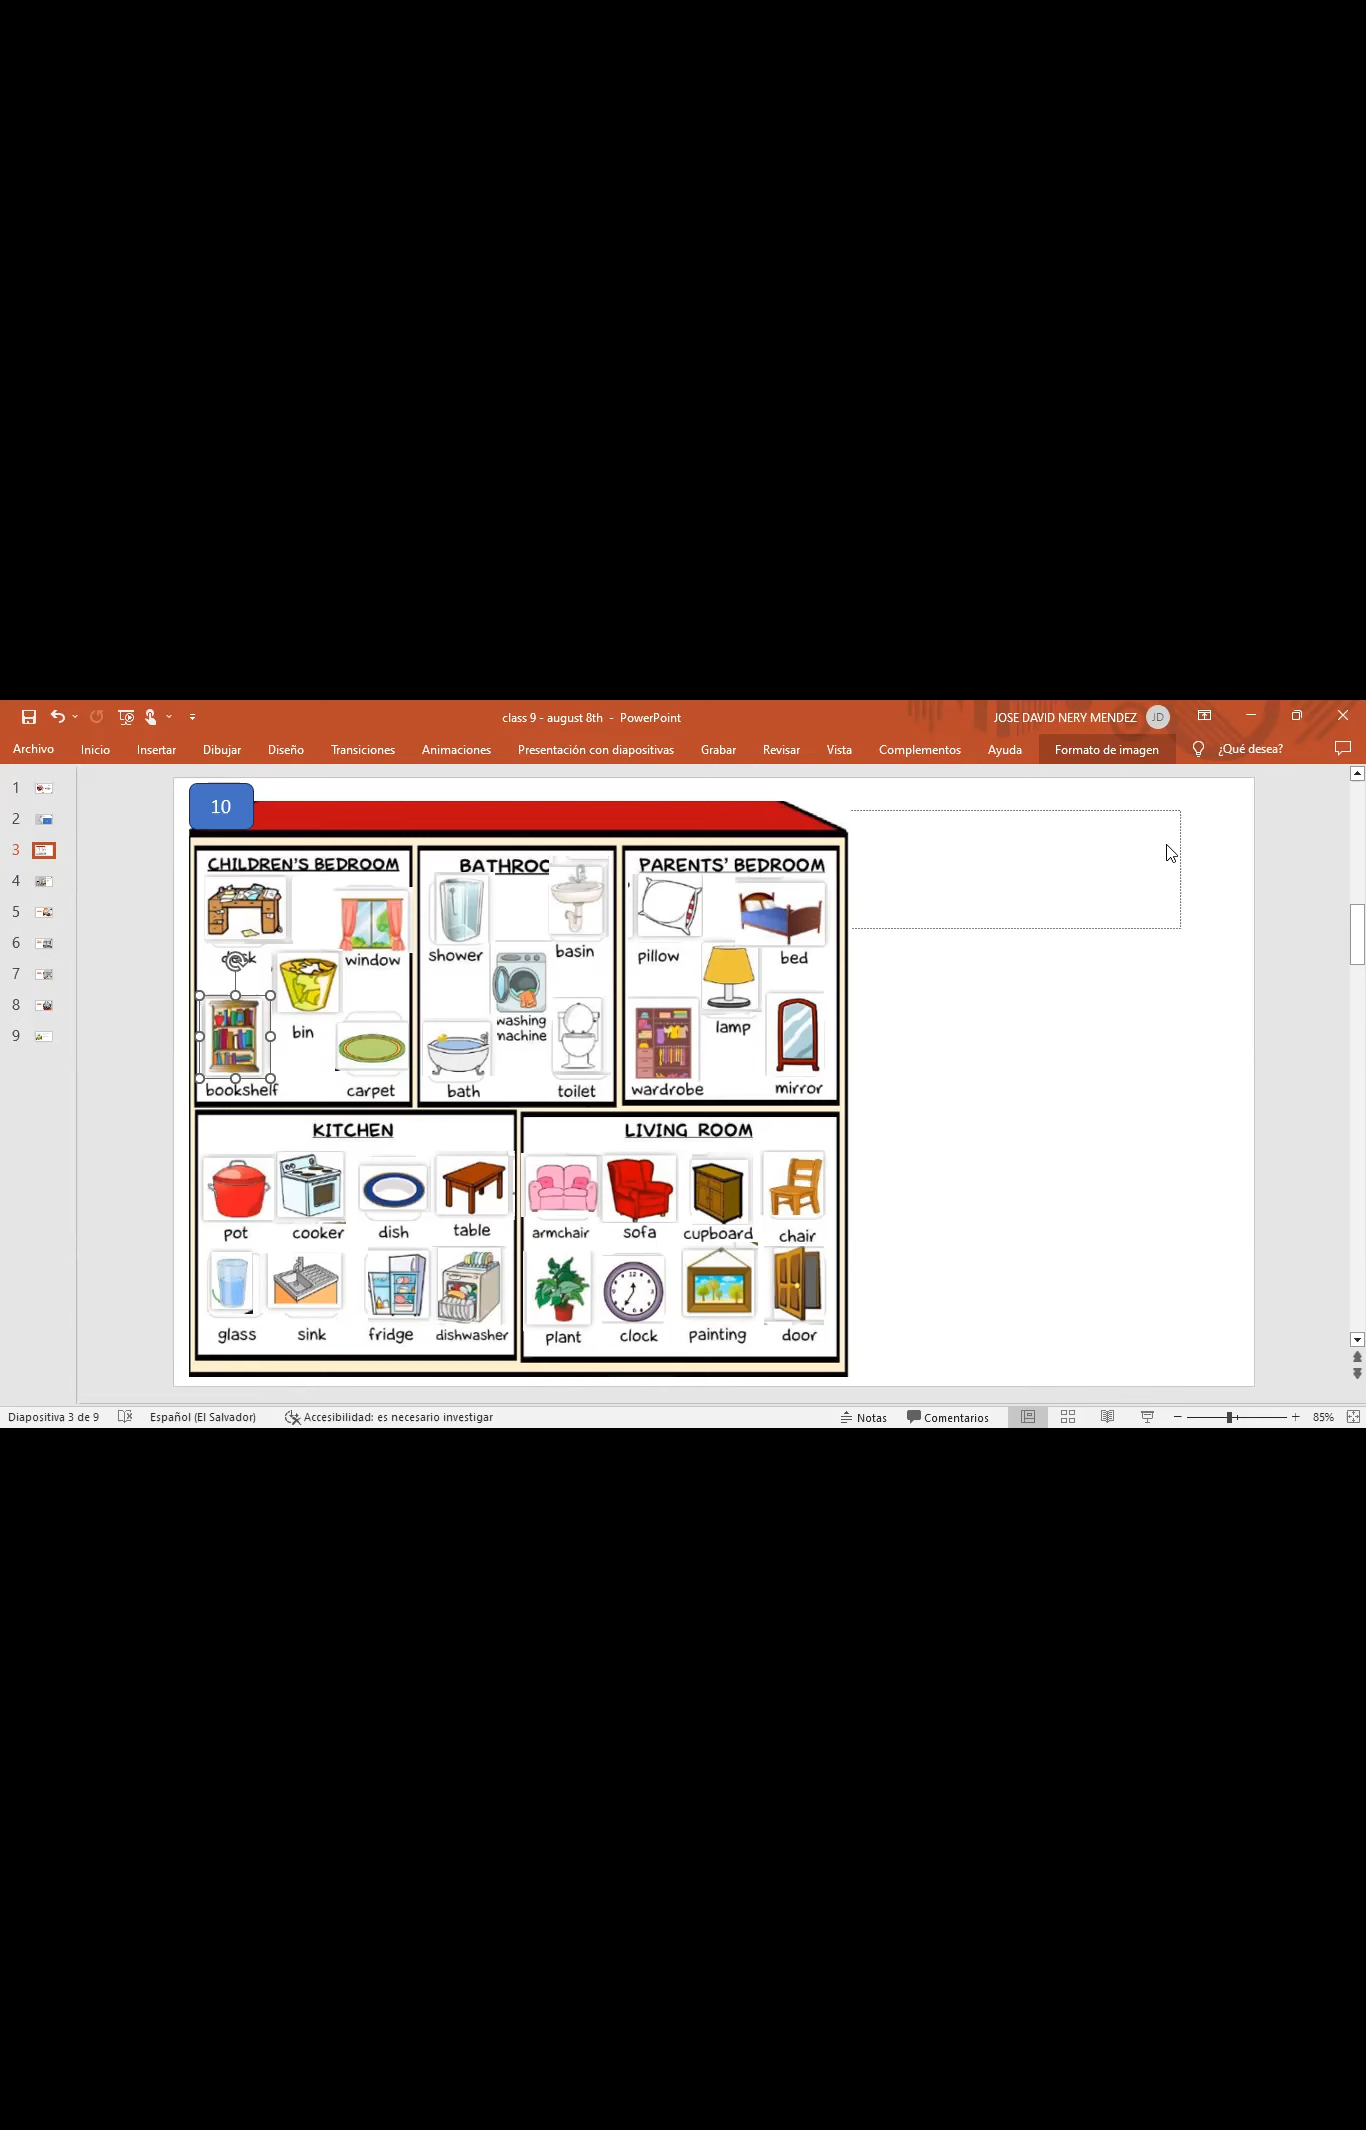 class 9 - august 8th - PowerPoint
JOSE DAVID NERY MENDEZ
JD
Archivo
Inicio
Insertar
Dibujar
Diseño
Transiciones
Animaciones
Presentación con diapositivas
Grabar
Revisar
Vista
Complementos
Ayuda
Formato de imagen
¿Qué desea?
1
2
3
4
5
6
7
8
9
10
CHILDREN'S BEDROOM
window
bin
bookshelf
carpet
BATHROO
shower
basin
washing
machine
bath
toilet
PARENTS' BEDROOM
pillow
bed
lamp
wardrobe
mirror
KITCHEN
pot
cooker
dish
table
glass
sink
fridge
dishwasher
LIVING ROOM
armchair
sofa
cupboard
chair
plant
clock
painting
door
Diapositiva 3 de 9
Español (El Salvador)
Accesibilidad: es necesario investigar
Notas
Comentarios
85%